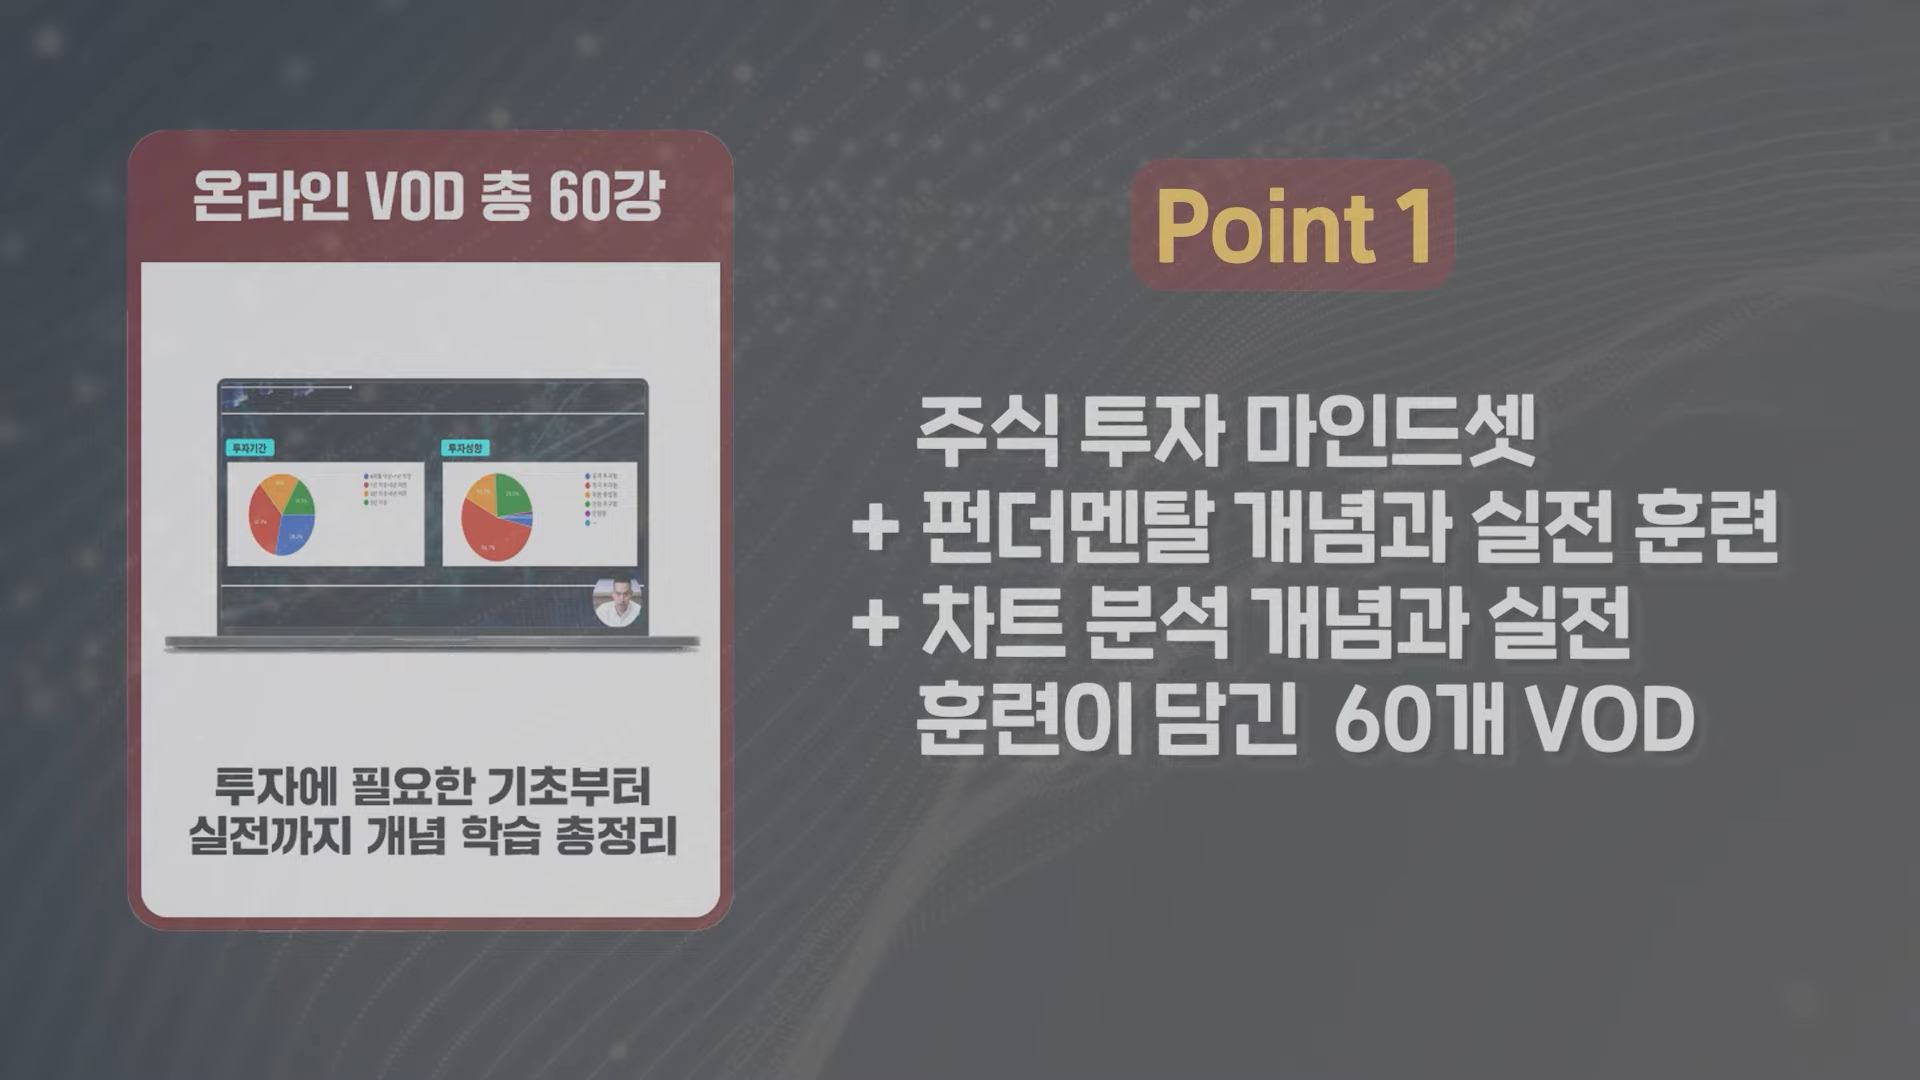 온라인 VOD 총 60강
투자기간
투자성향
투자에 필요한 기초부터
실전까지 개념 학습 총정리
Point 1
주식 투자 마인드셋
+ 펀더멘탈 개념과 실전 훈련
+ 차트 분석 개념과 실전
훈련이 담긴 60개 VOD